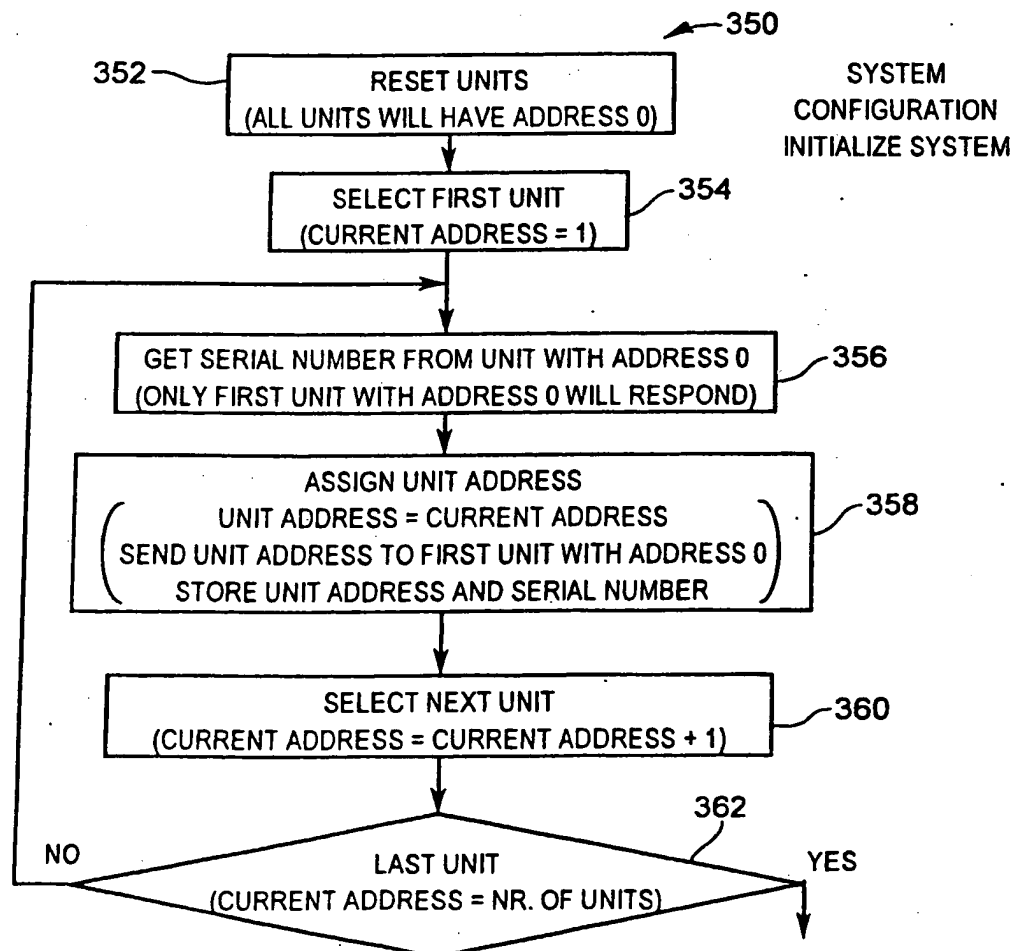 350
352
RESET UNITS
(ALL UNITS WILL HAVE ADDRESS 0)
SYSTEM
CONFIGURATION
INITIALIZE SYSTEM
354
SELECT FIRST UNIT
(CURRENT ADDRESS = 1)
GET SERIAL NUMBER FROM UNIT WITH ADDRESS 0
(ONLY FIRST UNIT WITH ADDRESS 0 WILL RESPOND)
356
ASSIGN UNIT ADDRESS
UNIT ADDRESS = CURRENT ADDRESS
SEND UNIT ADDRESS TO FIRST UNIT WITH ADDRESS 0
STORE UNIT ADDRESS AND SERIAL NUMBER
358
SELECT NEXT UNIT
(CURRENT ADDRESS = CURRENT ADDRESS + 1)
360
362
NO
LAST UNIT
(CURRENT ADDRESS = NR. OF UNITS)
YES